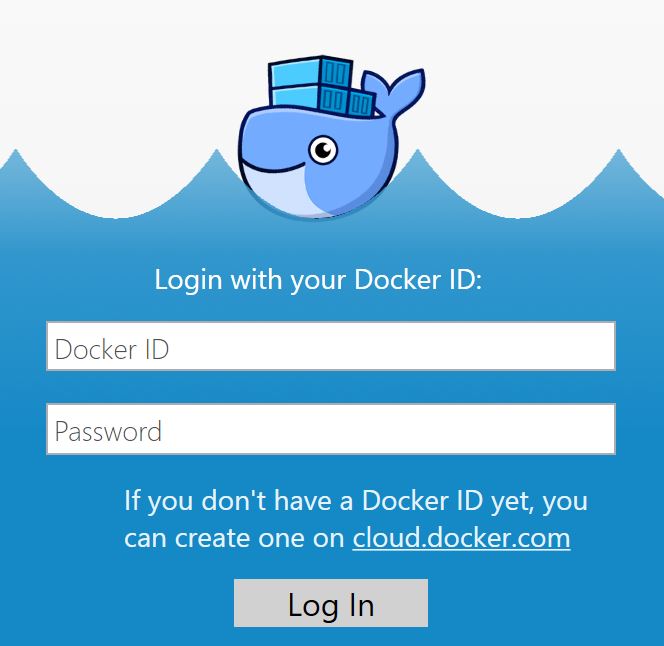 Login with your Docker ID:
Docker ID
Password
If you don't have a Docker ID yet, you
can create one on cloud.docker.com
Log In